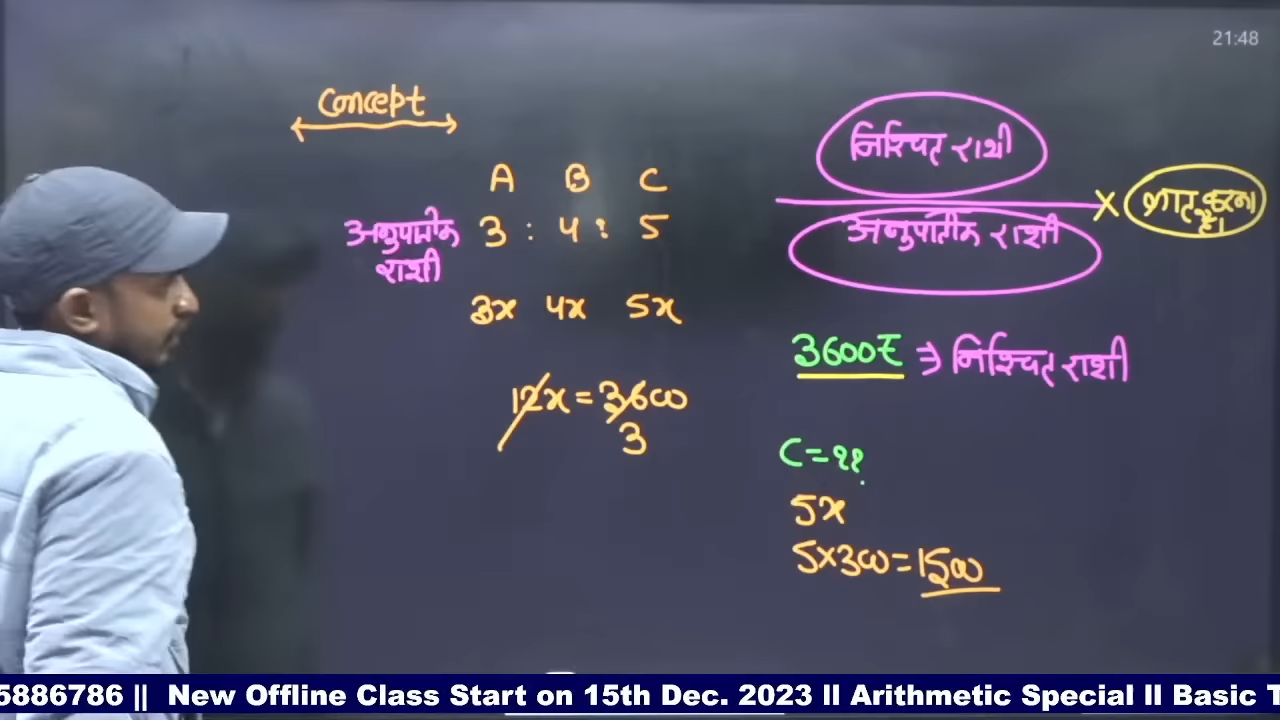 21:48
Concept
A B C
अनुपातीक राशी 3 : 4 : 5
3x 4x 5x
12x = 3600
3
निश्चित राशी
अनुपातीक राशी
× ज्ञात करना है।
3600₹ ⇒ निश्चित राशी
C = ??
5x
5×300 = 1500
5886786 || New Offline Class Start on 15th Dec. 2023 II Arithmetic Special II Basic T